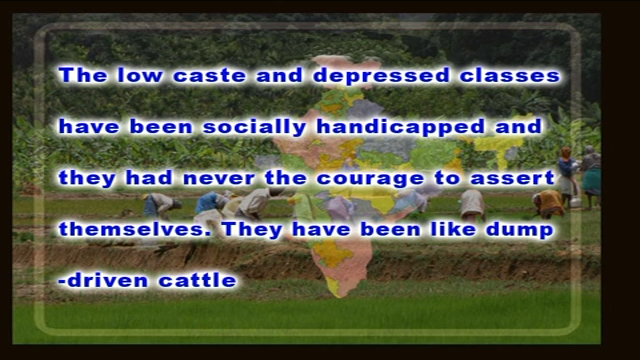 The low caste and depressed classes
have been socially handicapped and
they had never the courage to assert
themselves. They have been like dump
-driven cattle